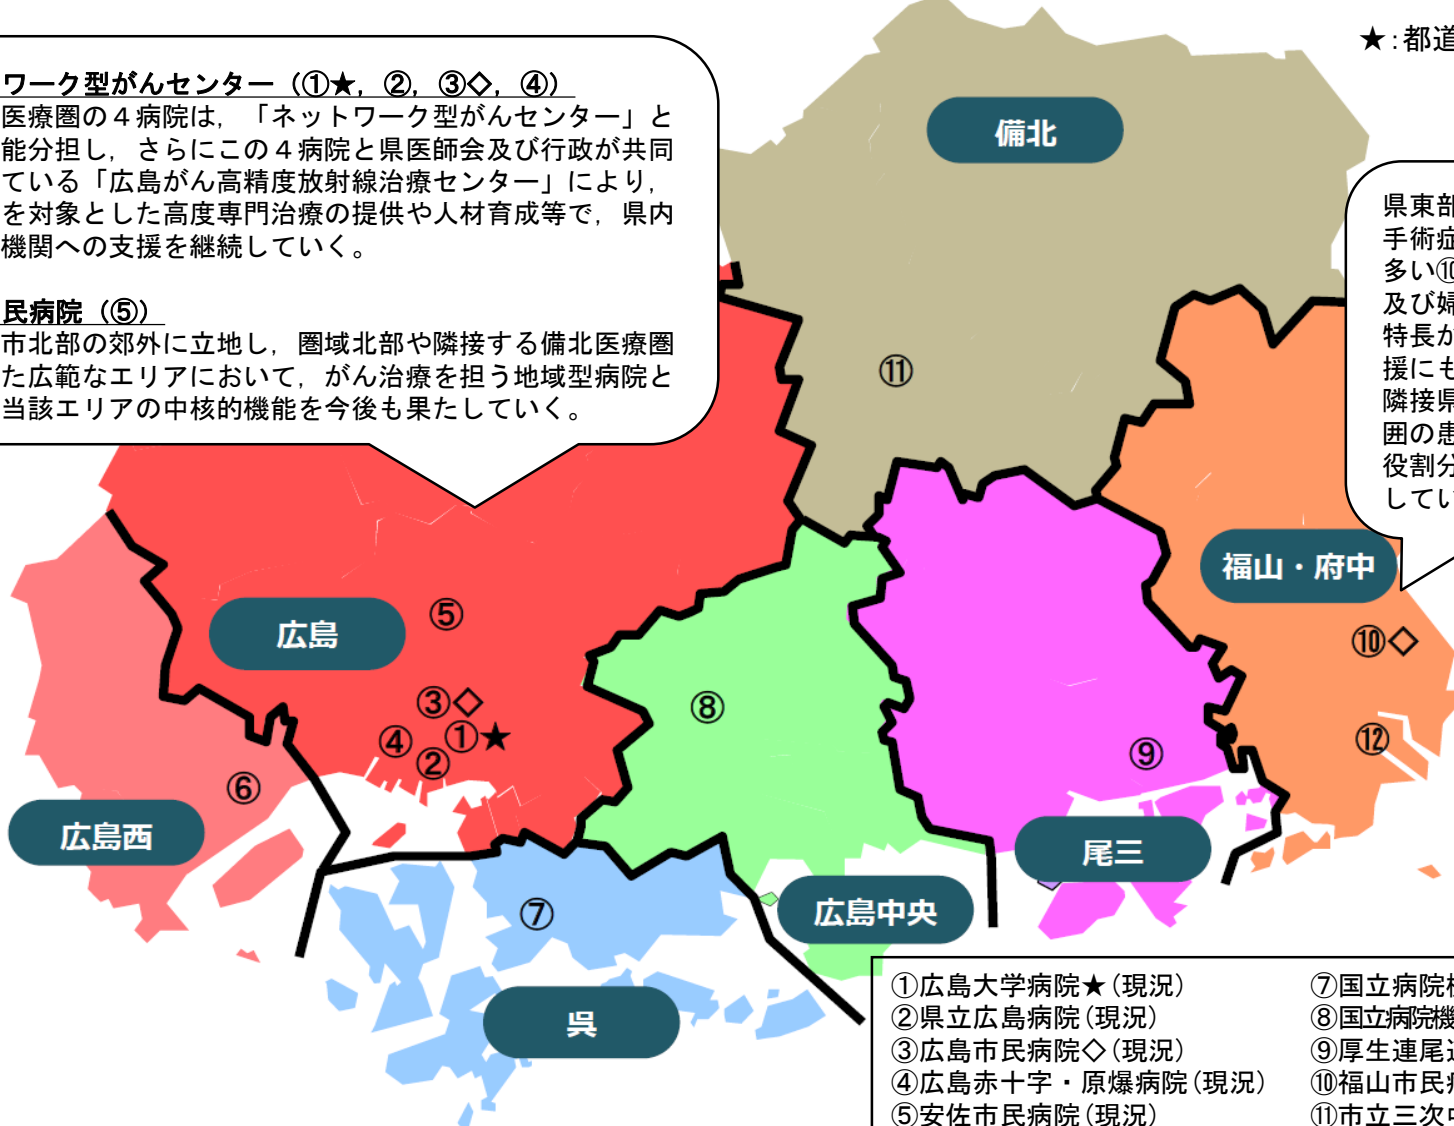 ★:都道
ワーク型がんセンター（①★，②，③◇，④）
医療圏の４病院は，「ネットワーク型がんセンター」と
能分担し，さらにこの４病院と県医師会及び行政が共同
ている「広島がん高精度放射線治療センター」により，
を対象とした高度専門治療の提供や人材育成等で，県内
機関への支援を継続していく。
民病院（⑤）
市北部の郊外に立地し，圏域北部や隣接する備北医療圏
た広範なエリアにおいて，がん治療を担う地域型病院と
当該エリアの中核的機能を今後も果たしていく。
備北
県東部
手術症
多い⑩
及び婦
特長が
援にも
隣接県
囲の患
役割分
してい
⑪
福山・府中
⑤
広島
⑩◇
③◇
⑧
①★
④
②
⑫
⑨
⑥
広島西
尾三
⑦
広島中央
呉
①広島大学病院★(現況)
②県立広島病院(現況)
③広島市民病院◇(現況)
④広島赤十字・原爆病院(現況)
⑤安佐市民病院(現況)
⑦国立病院機
⑧国立病院機
⑨厚生連尾道
⑩福山市民病
⑪市立三次中